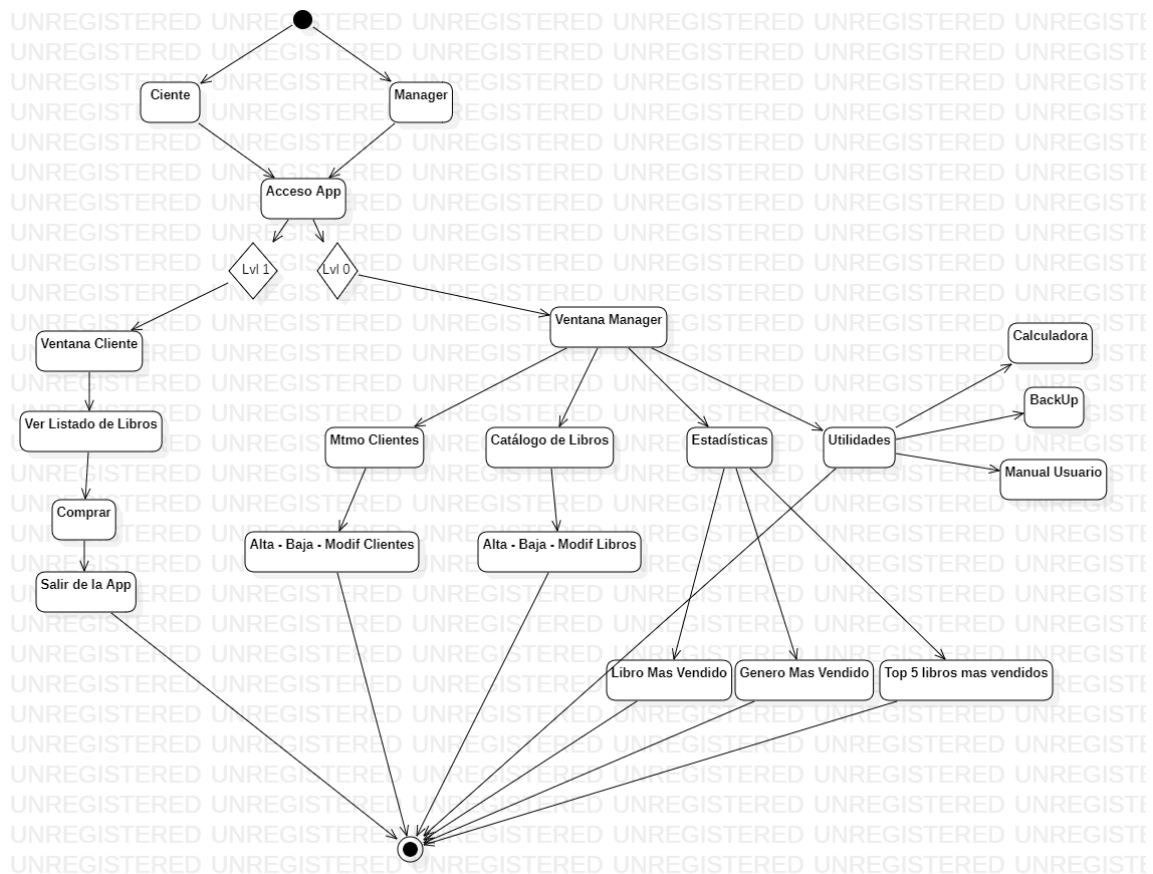 Ciente
Manager
Acceso App
Lvl 1
Lvl 0
Ventana Manager
Ventana Cliente
Calculadora
BackUp
Ver Listado de Libros
Mtmo Clientes
Catálogo de Libros
Estadísticas
Utilidades
Manual Usuario
Comprar
Alta - Baja - Modif Clientes
Alta - Baja - Modif Libros
Salir de la App
Libro Mas Vendido
Genero Mas Vendido
Top 5 libros mas vendidos
UNREGISTERED